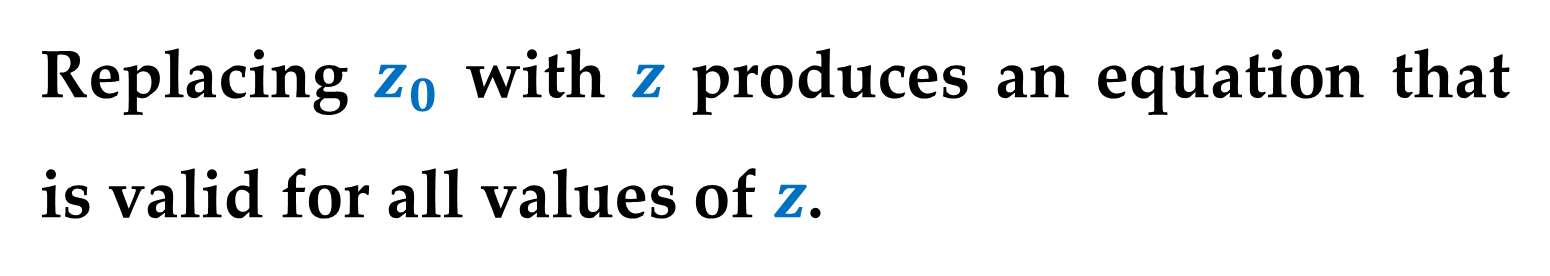 Replacing z₀ with z produces an equation that
is valid for all values of z.